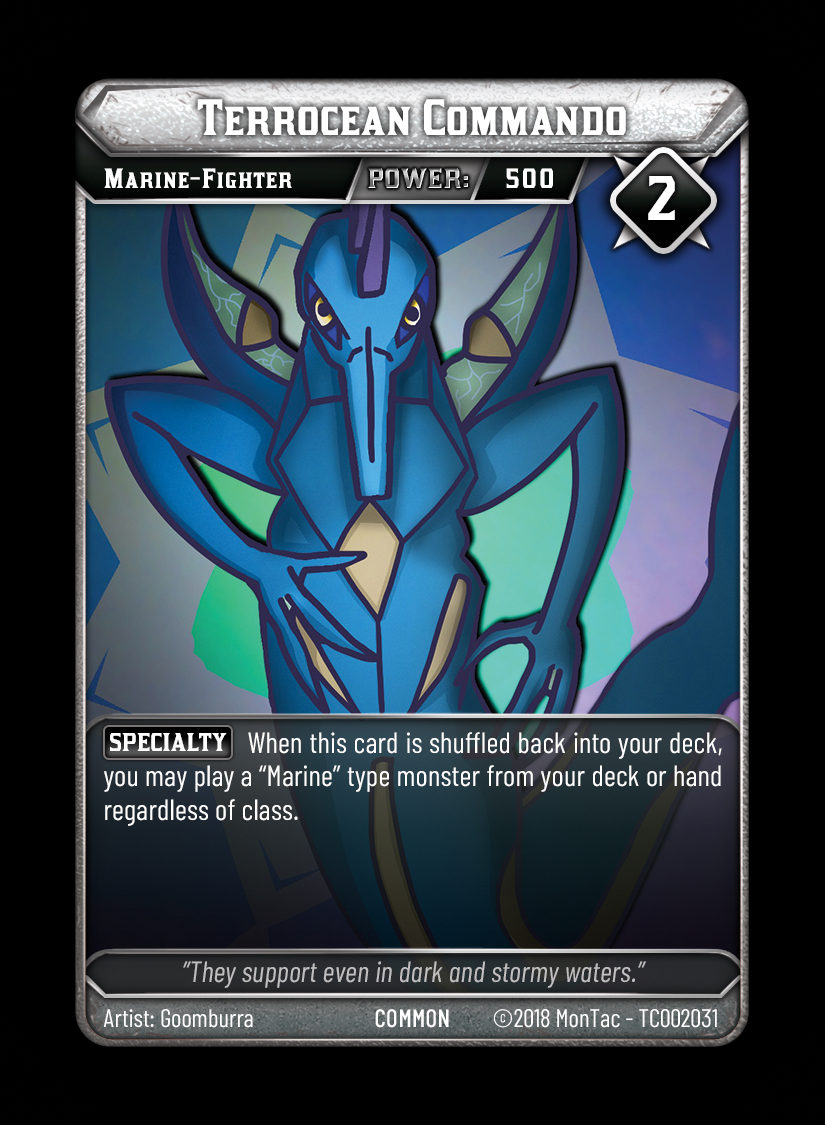 Terrocean Commando
Marine-Fighter POWER: 500
2
SPECIALTY When this card is shuffled back into your deck,
you may play a “Marine” type monster from your deck or hand
regardless of class.
"They support even in dark and stormy waters."
Artist: Goomburra COMMON ©2018 MonTac - TC002031